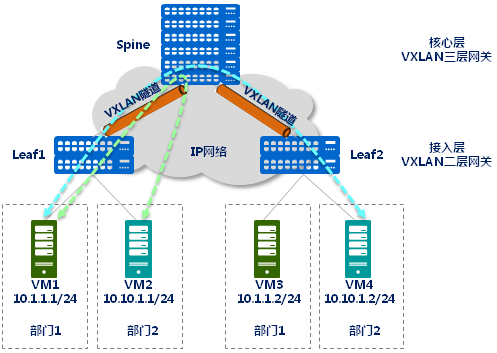 Spine
核心层
VXLAN三层网关
VXLAN隧道
VXLAN隧道
Leaf1
IP网络
Leaf2
接入层
VXLAN二层网关
VM1
10.1.1.1/24
部门1
VM2
10.10.1.1/24
部门2
VM3
10.1.1.2/24
部门1
VM4
10.10.1.2/24
部门2